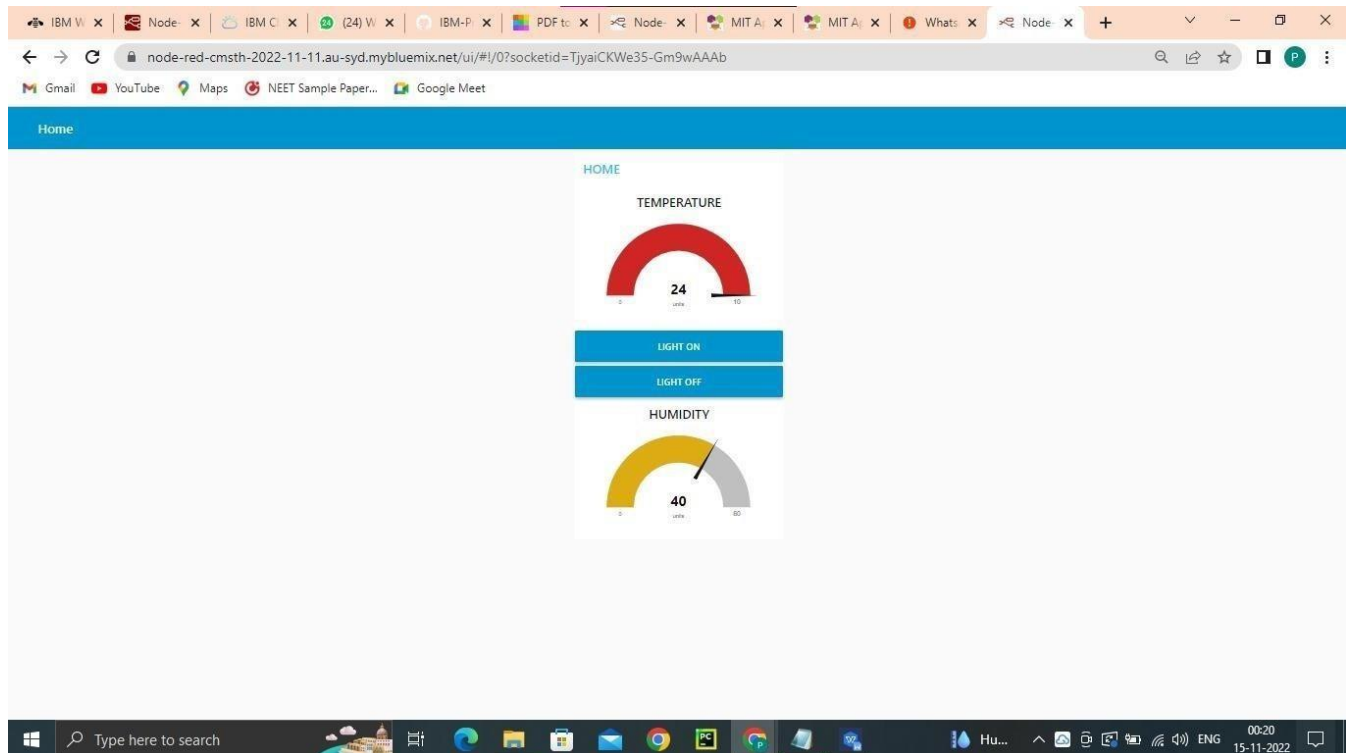 IBM W
Node-
IBM Cl
(24) W
IBM-Pr
PDF to
Node-
MIT A
MIT A
Whats
Node-
node-red-cmsth-2022-11-11.au-syd.mybluemix.net/ui/#!/0?socketid=TjyaiCKWe35-Gm9wAAAb
P
Gmail
YouTube
Maps
NEET Sample Paper...
Google Meet
Home
HOME
TEMPERATURE
24
units
0 10
LIGHT ON
LIGHT OFF
HUMIDITY
40
units
0 60
Type here to search
Hu...
ENG
00:20
15-11-2022